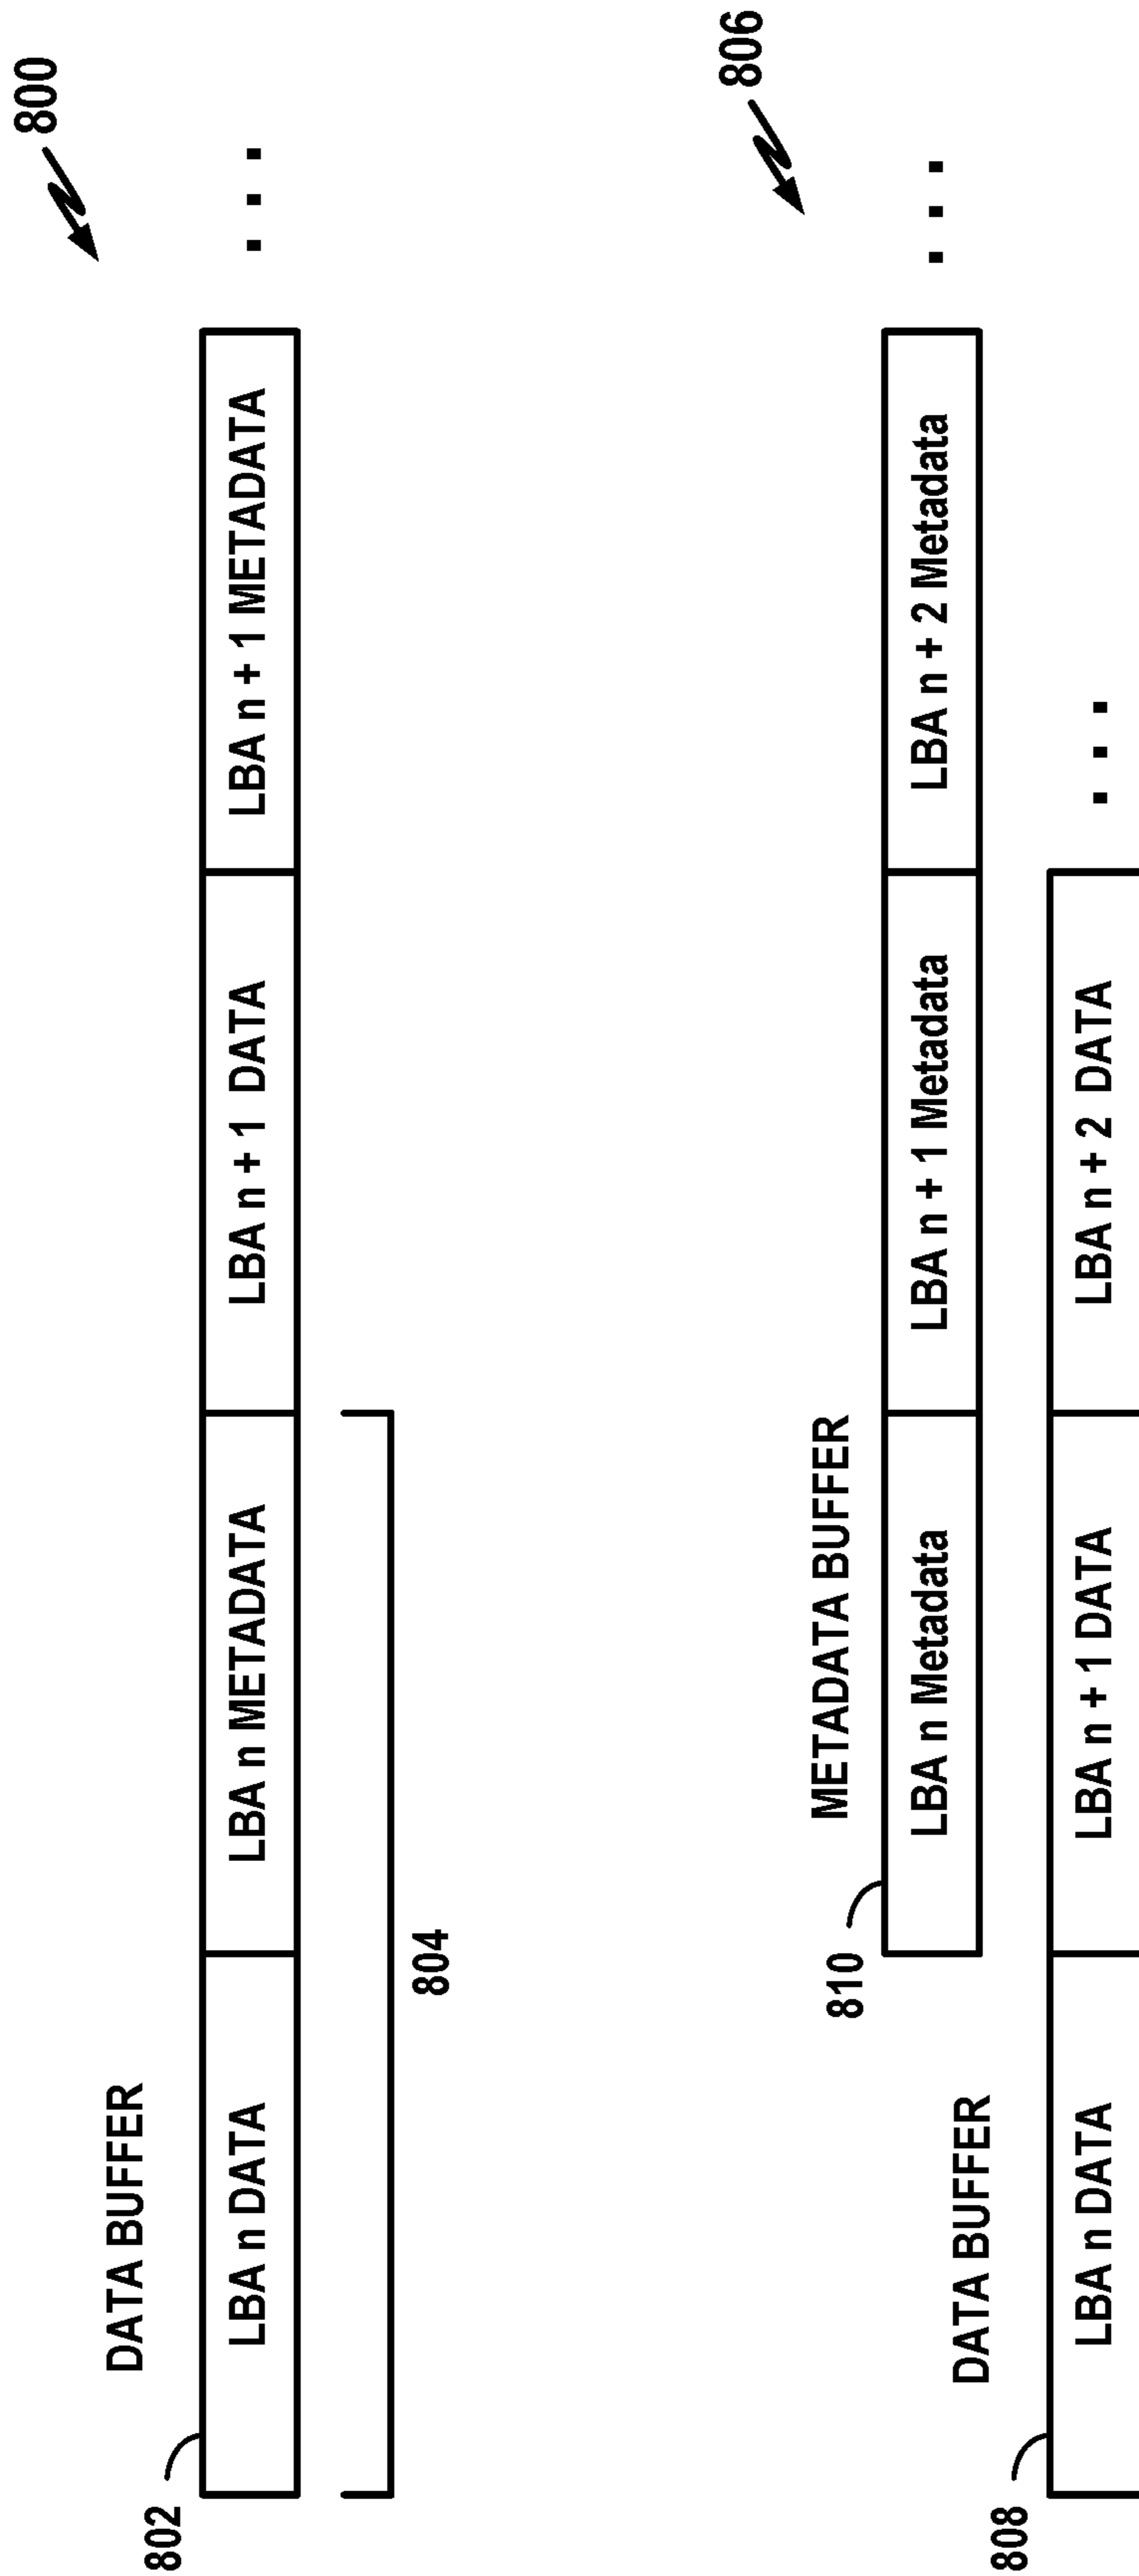 800
DATA BUFFER
802
LBA n DATA
LBA n METADATA
LBA n + 1 DATA
LBA n + 1 METADATA
. . .
804
806
METADATA BUFFER
810
LBA n Metadata
LBA n + 1 Metadata
LBA n + 2 Metadata
. . .
DATA BUFFER
808
LBA n DATA
LBA n + 1 DATA
LBA n + 2 DATA
. . .